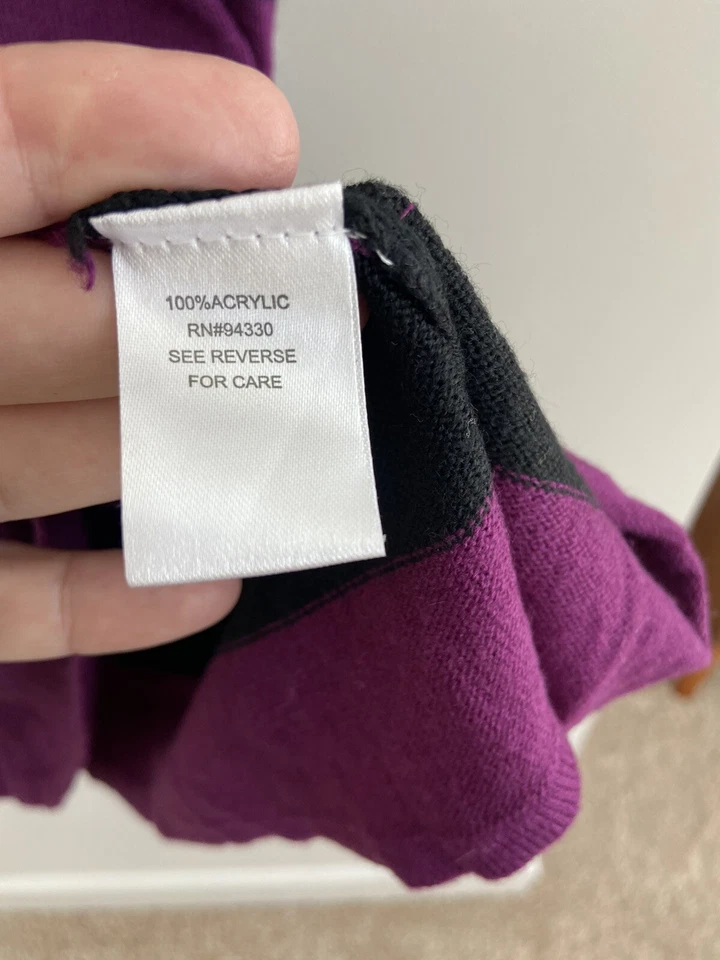 100%ACRYLIC
RN#94330
SEE REVERSE
FOR CARE